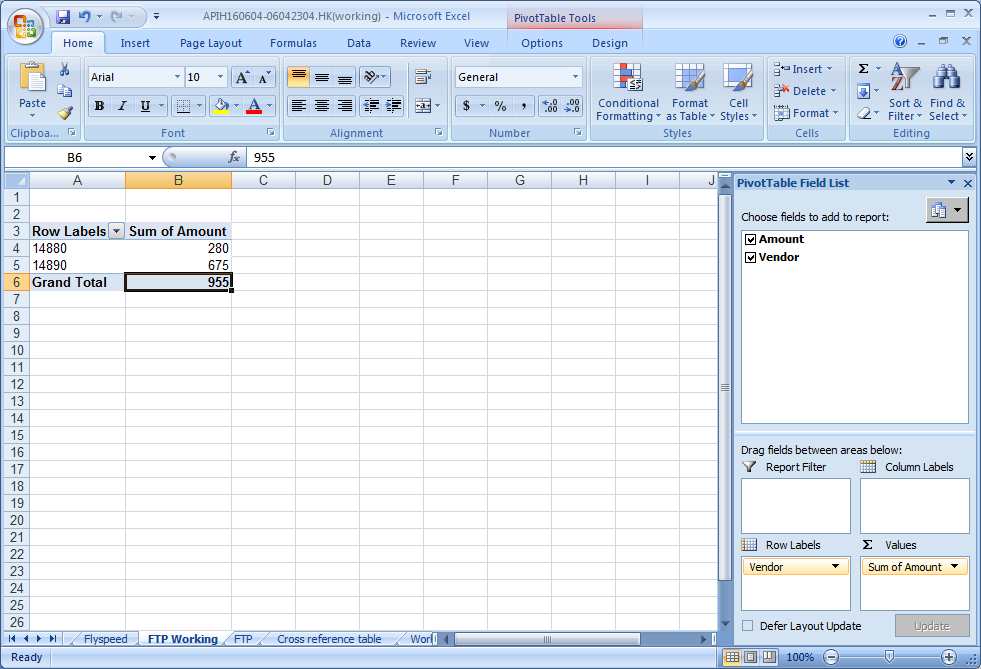 APIH160604-06042304.HK(working) - Microsoft Excel
PivotTable Tools
Home Insert Page Layout Formulas Data Review View Options Design
Paste
Clipboa...
Arial 10
B I U
Font
Alignment
General
$ % ,
Number
Conditional Formatting
Format as Table
Cell Styles
Styles
Insert
Delete
Format
Cells
Σ
Sort & Filter
Find & Select
Editing
B6 fx 955
A B C D E F G H I J
1
2
3 Row Labels Sum of Amount
4 14880 280
5 14890 675
6 Grand Total 955
7
8
9
10
11
12
13
14
15
16
17
18
19
20
21
22
23
24
25
26
PivotTable Field List
Choose fields to add to report:
Amount
Vendor
Drag fields between areas below:
Report Filter Column Labels
Row Labels Σ Values
Vendor Sum of Amount
Defer Layout Update Update
Flyspeed FTP Working FTP Cross reference table Worl
Ready 100%